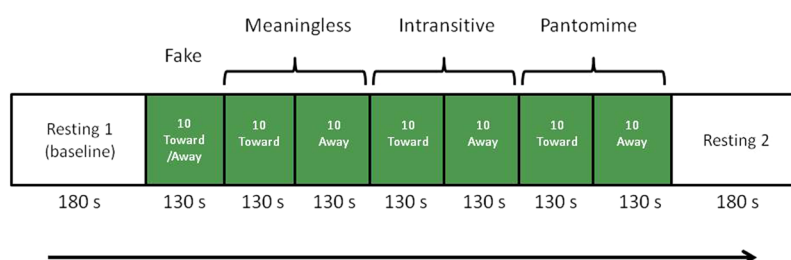 Meaningless Intransitive Pantomime
Fake
Resting 1
(baseline)
10
Toward
/Away
10
Toward
10
Away
10
Toward
10
Away
10
Toward
10
Away
Resting 2
180 s 130 s 130 s 130 s 130 s 130 s 130 s 130 s 180 s